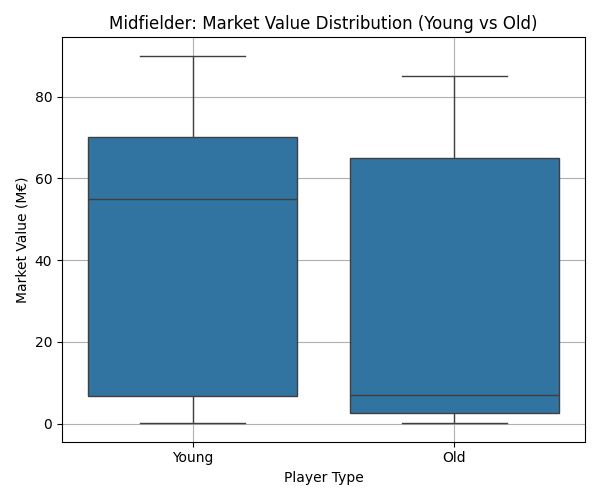 Midfielder: Market Value Distribution (Young vs Old)
Market Value (M€)
80
60
40
20
0
Young Old
Player Type